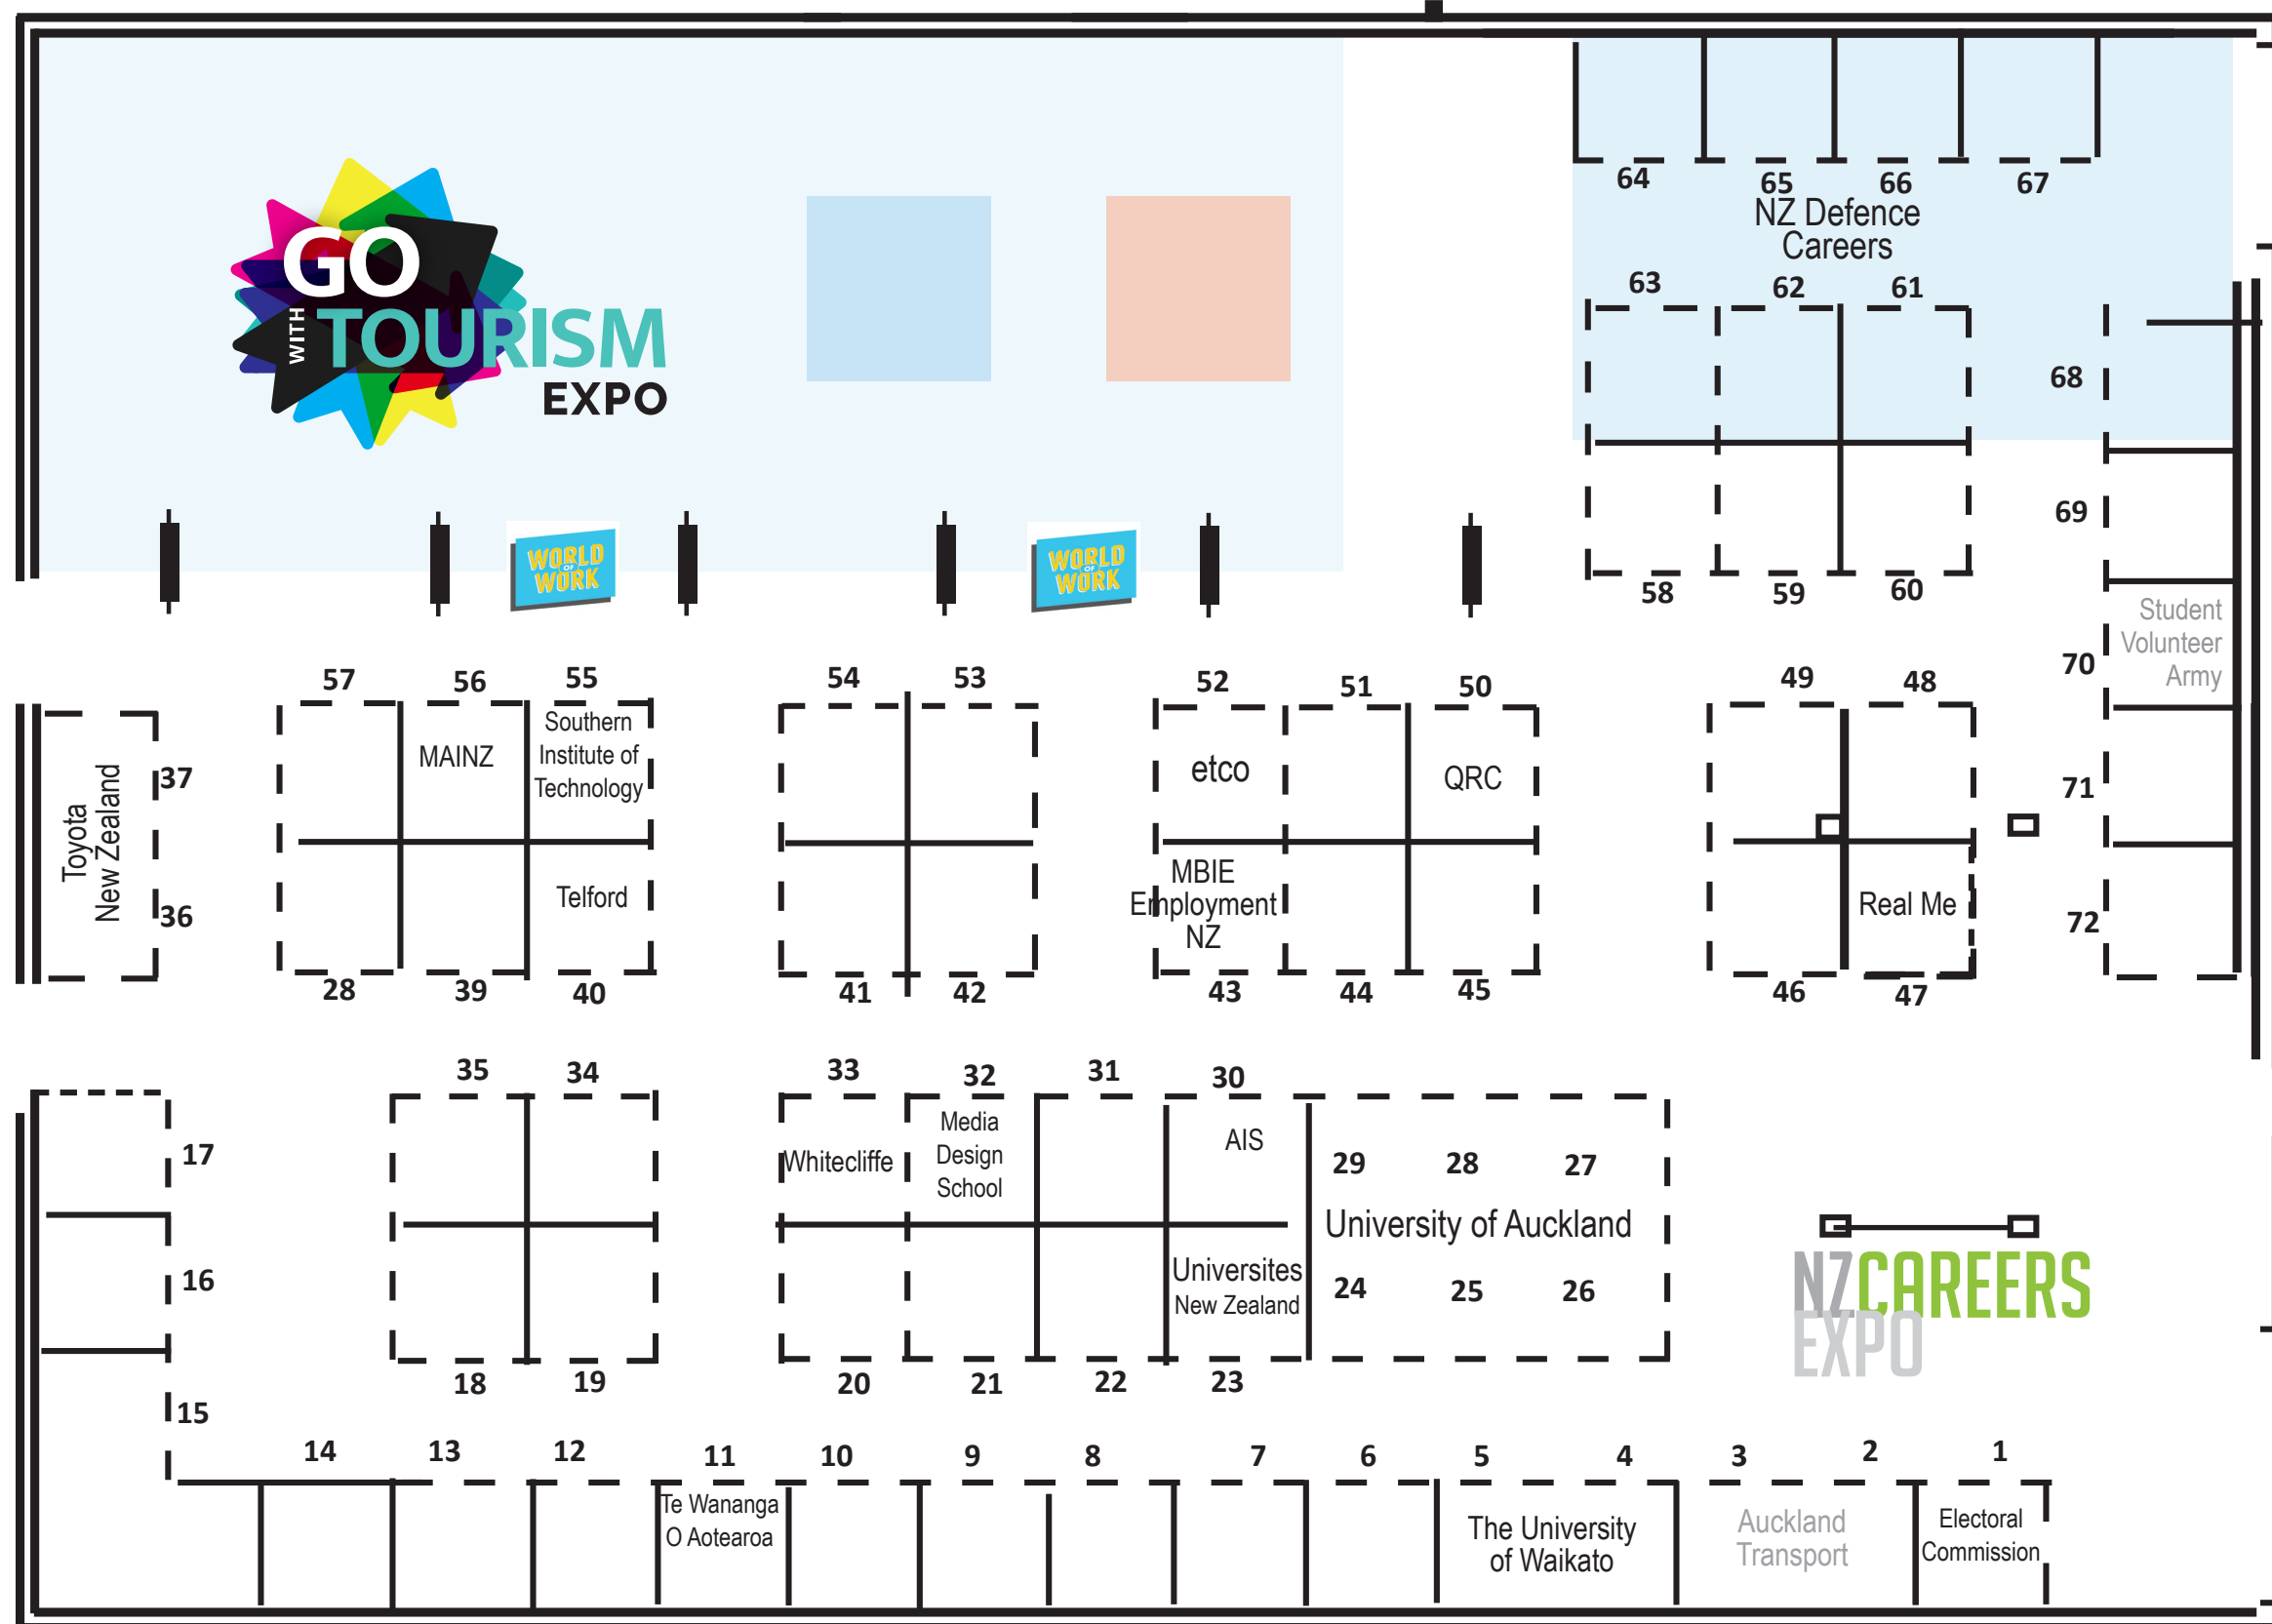 64
65
66
67
NZ Defence
Careers
63
62
61
GO
WITH TOURISM
EXPO
68
69
WORLD
OF
WORK
WORLD
OF
WORK
58
59
60
Student
Volunteer
Army
70
57
56
55
54
53
52
51
50
49
48
MAINZ
Southern
Institute of
Technology
etco
QRC
71
Toyota
New Zealand
37
36
Telford
MBIE
Employment
NZ
Real Me
72
28
39
40
41
42
43
44
45
46
47
35
34
33
32
31
30
17
Whitecliffe
Media
Design
School
AIS
29
28
27
University of Auckland
16
Universites
New Zealand
24
25
26
NZCAREERS
EXPO
18
19
20
21
22
23
15
14
13
12
11
10
9
8
7
6
5
4
3
2
1
Te Wananga
O Aotearoa
The University
of Waikato
Auckland
Transport
Electoral
Commission